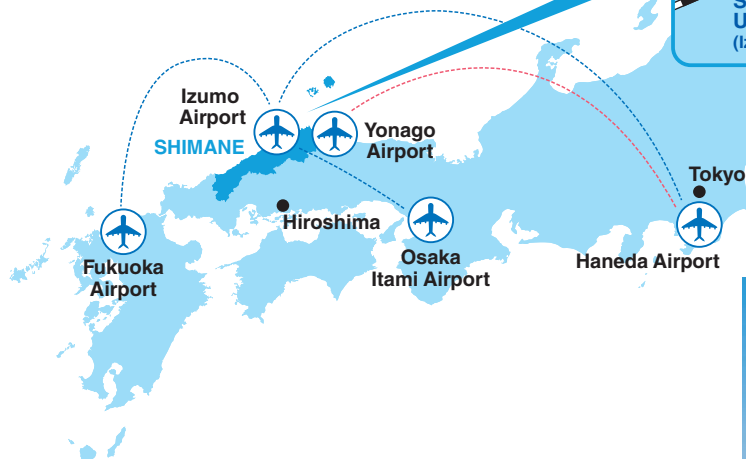 Izumo
Airport
SHIMANE
Yonago
Airport
Tokyo
Hiroshima
Fukuoka
Airport
Osaka
Itami Airport
Haneda Airport